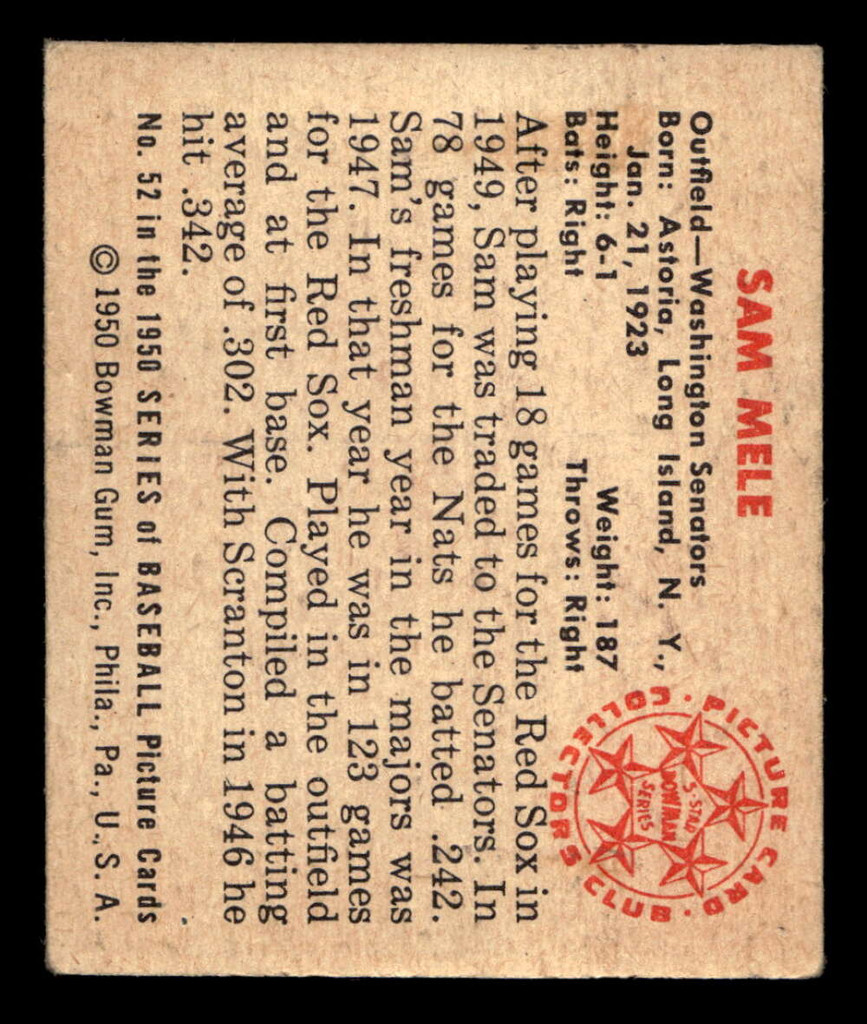 SAM MELE
Outfield—Washington Senators
Born: Astoria, Long Island, N. Y.,
Jan. 21, 1923
Height: 6-1 Weight: 187
Bats: Right Throws: Right
PICTURE CARD COLLECTORS CLUB
5-STAR
BOWMAN
SERIES
After playing 18 games for the Red Sox in
1949, Sam was traded to the Senators. In
78 games for the Nats he batted .242.
Sam's freshman year in the majors was
1947. In that year he was in 123 games
for the Red Sox. Played in the outfield
and at first base. Compiled a batting
average of .302. With Scranton in 1946 he
hit .342.
No. 52 in the 1950 SERIES of BASEBALL Picture Cards
© 1950 Bowman Gum, Inc., Phila., Pa., U. S. A.